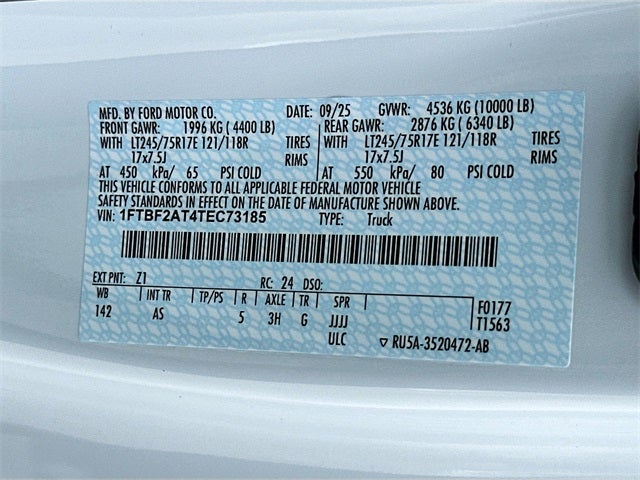 MFD. BY FORD MOTOR CO. DATE: 09/25 GVWR: 4536 KG (10000 LB)
FRONT GAWR: 1996 KG (4400 LB) REAR GAWR: 2876 KG (6340 LB)
WITH LT245/75R17E 121/118R TIRES WITH LT245/75R17E 121/118R TIRES
17x7.5J RIMS 17x7.5J RIMS
AT 450 kPa/ 65 PSI COLD AT 550 kPa/ 80 PSI COLD
THIS VEHICLE CONFORMS TO ALL APPLICABLE FEDERAL MOTOR VEHICLE
SAFETY STANDARDS IN EFFECT ON THE DATE OF MANUFACTURE SHOWN ABOVE.
VIN: 1FTBF2AT4TEC73185 TYPE: Truck
EXT PNT: Z1 RC: 24 DSO:
WB INT TR TP/PS R AXLE TR SPR F0177
142 AS 5 3H G JJJJ T1563
ULC ▽ RU5A-3520472-AB